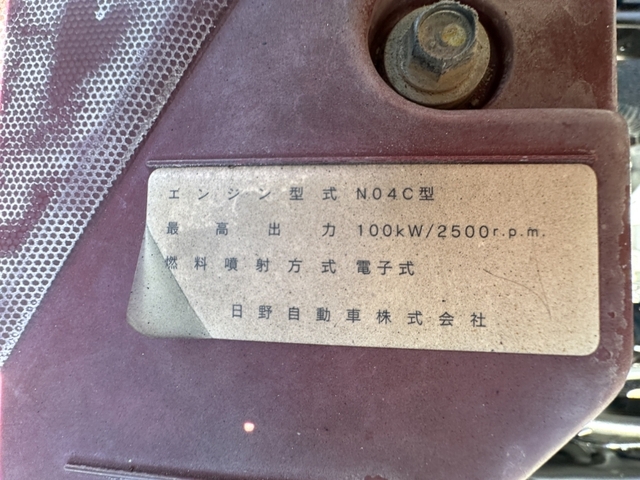 エンジン型式 N04C型
最高出力 100kW/2500r.p.m.
燃料噴射方式 電子式
日野自動車株式会社